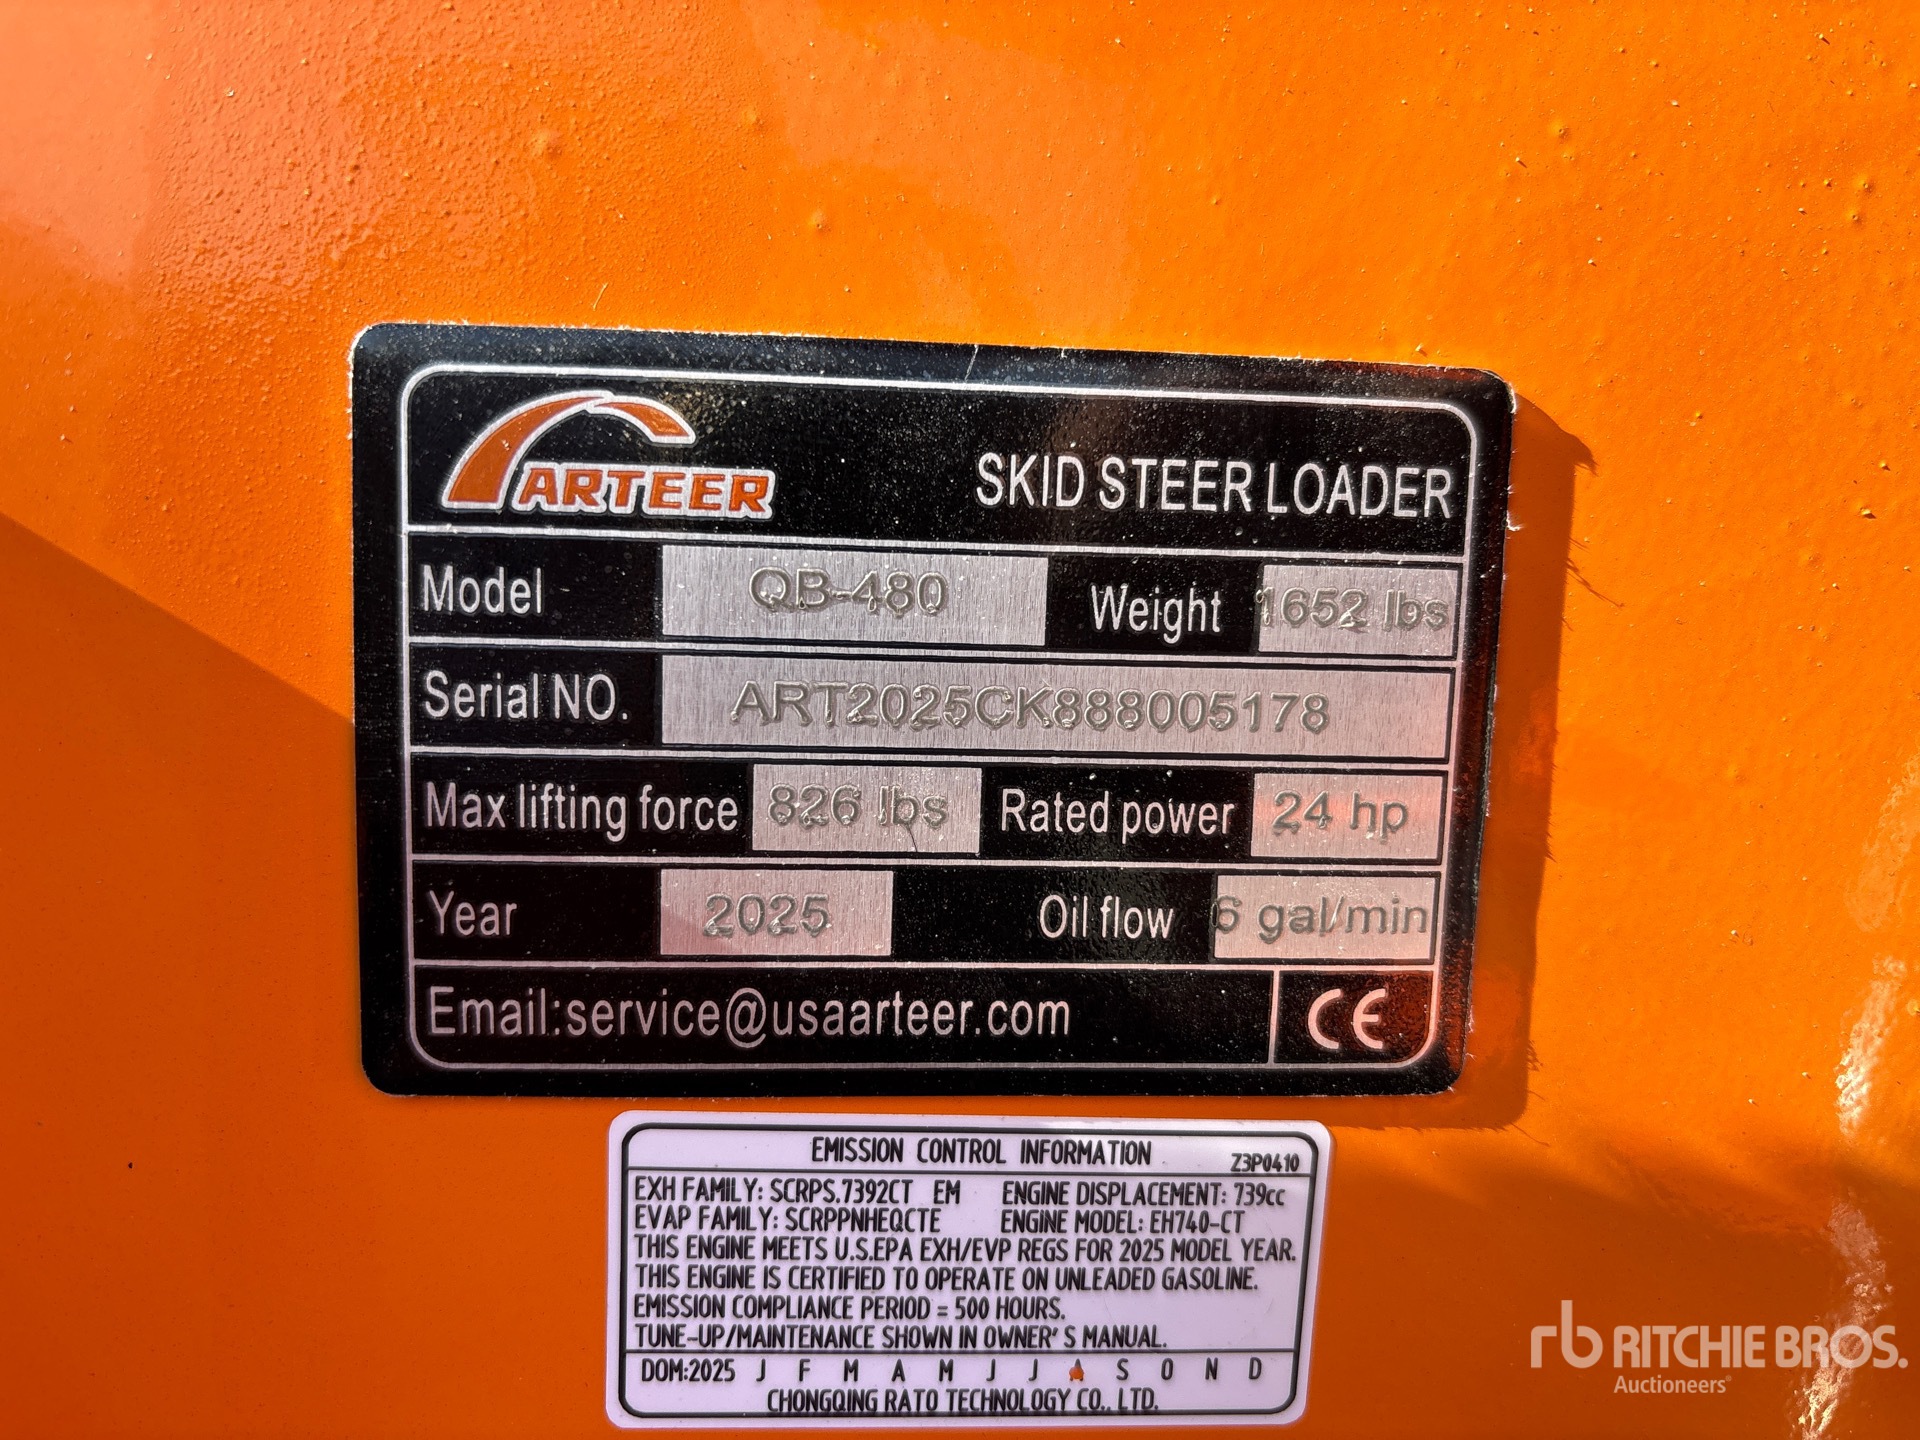 ARTEER SKID STEER LOADER
Model QB-480 Weight 1652 lbs
Serial NO. ART2025CK888005178
Max lifting force 826 lbs Rated power 24 hp
Year 2025 Oil flow 6 gal/min
Email:service@usaarteer.com CE
EMISSION CONTROL INFORMATION Z3P0410
EXH FAMILY: SCRPS.7392CT EM ENGINE DISPLACEMENT: 739cc
EVAP FAMILY: SCRPPNHEQCTE ENGINE MODEL: EH740-CT
THIS ENGINE MEETS U.S.EPA EXH/EVP REGS FOR 2025 MODEL YEAR.
THIS ENGINE IS CERTIFIED TO OPERATE ON UNLEADED GASOLINE.
EMISSION COMPLIANCE PERIOD = 500 HOURS.
TUNE-UP/MAINTENANCE SHOWN IN OWNER'S MANUAL.
DOM:2025 J F M A M J J A S O N D
CHONGQING RATO TECHNOLOGY CO., LTD.
rb RITCHIE BROS.
Auctioneers